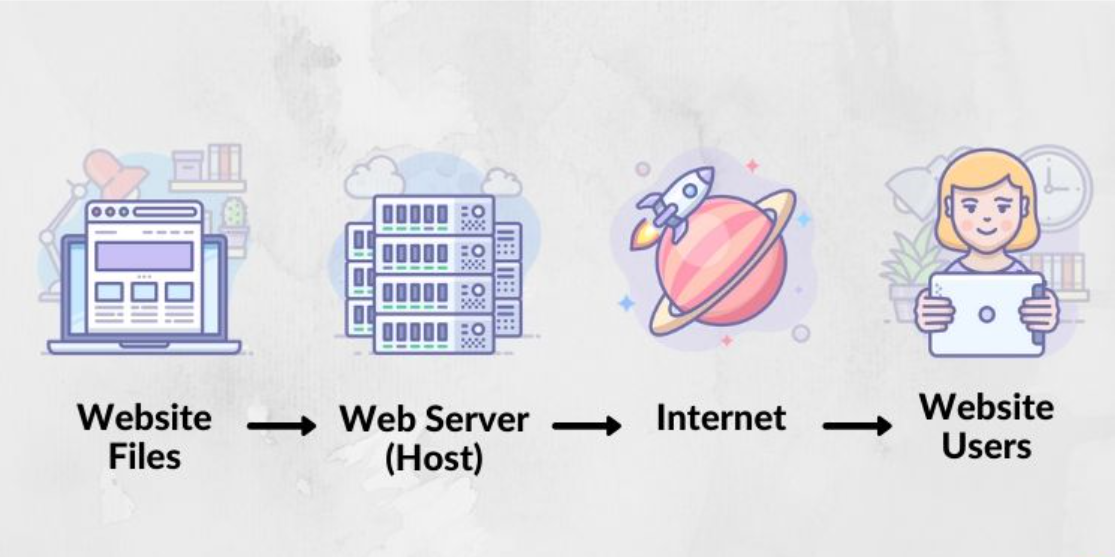 Website
Files
Web Server
(Host)
Internet
Website
Users